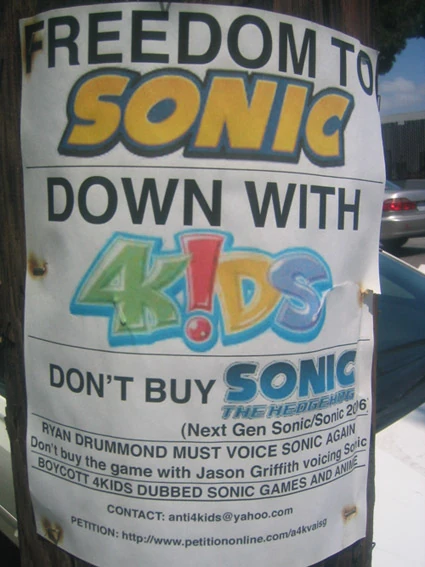 FREEDOM TO
SONIC
DOWN WITH
4K!DS
DON'T BUY SONIC
THE HEDGEHOG
(Next Gen Sonic/Sonic 2006
RYAN DRUMMOND MUST VOICE SONIC AGAIN
Don't buy the game with Jason Griffith voicing Sonic
BOYCOTT 4KIDS DUBBED SONIC GAMES AND ANIME
CONTACT: anti4kids@yahoo.com
PETITION: http://www.petitiononline.com/a4kvaisg